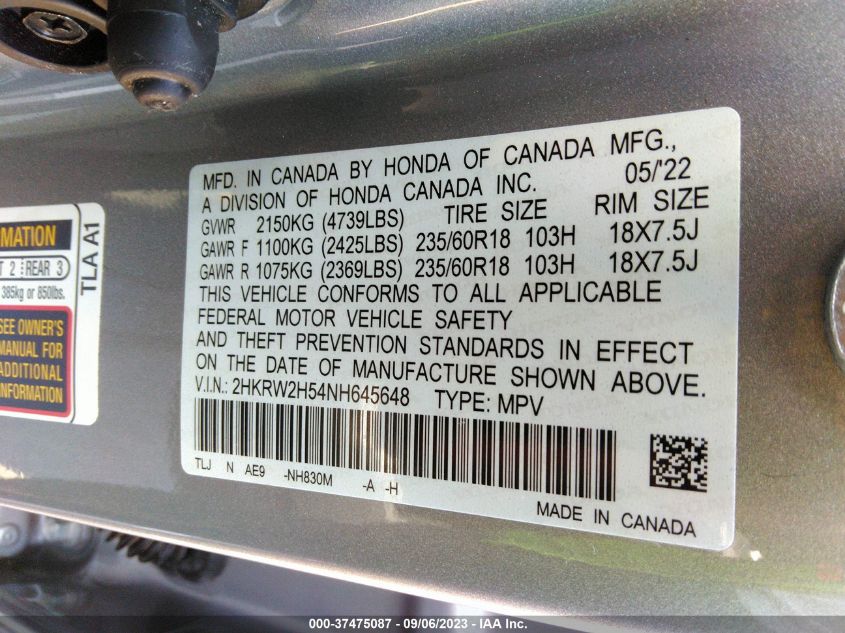 MFD. IN CANADA BY HONDA OF CANADA MFG.,
A DIVISION OF HONDA CANADA INC. 05/'22
GVWR 2150KG (4739LBS) TIRE SIZE RIM SIZE
GAWR F 1100KG (2425LBS) 235/60R18 103H 18X7.5J
GAWR R 1075KG (2369LBS) 235/60R18 103H 18X7.5J
THIS VEHICLE CONFORMS TO ALL APPLICABLE
FEDERAL MOTOR VEHICLE SAFETY
AND THEFT PREVENTION STANDARDS IN EFFECT
ON THE DATE OF MANUFACTURE SHOWN ABOVE.
V.I.N.: 2HKRW2H54NH645648 TYPE: MPV
TLJ N AE9 -NH830M -A -H
MADE IN CANADA
MATION
T 2 REAR 3
385kg or 850lbs.
SEE OWNER'S
MANUAL FOR
ADDITIONAL
INFORMATION
TLA A1
000-37475087 - 09/06/2023 - IAA Inc.